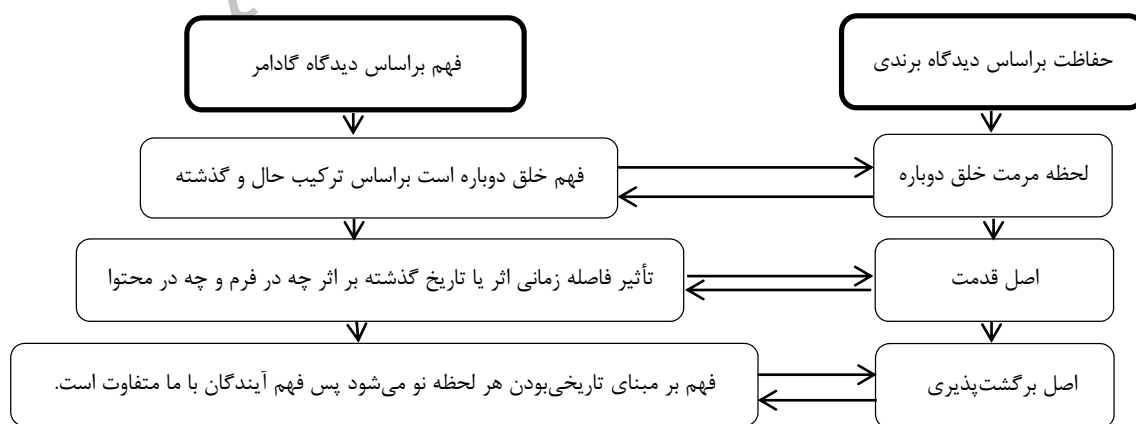 حفاظت براساس دیدگاه برندی
فهم براساس دیدگاه گادامر
لحظه مرمت خلق دوباره
فهم خلق دوباره است براساس ترکیب حال و گذشته
اصل قدمت
تأثیر فاصله زمانی اثر یا تاریخ گذشته بر اثر چه در فرم و چه در محتوا
اصل برگشت‌پذیری
فهم بر مبنای تاریخی‌بودن هر لحظه نو می‌شود پس فهم آیندگان با ما متفاوت است.